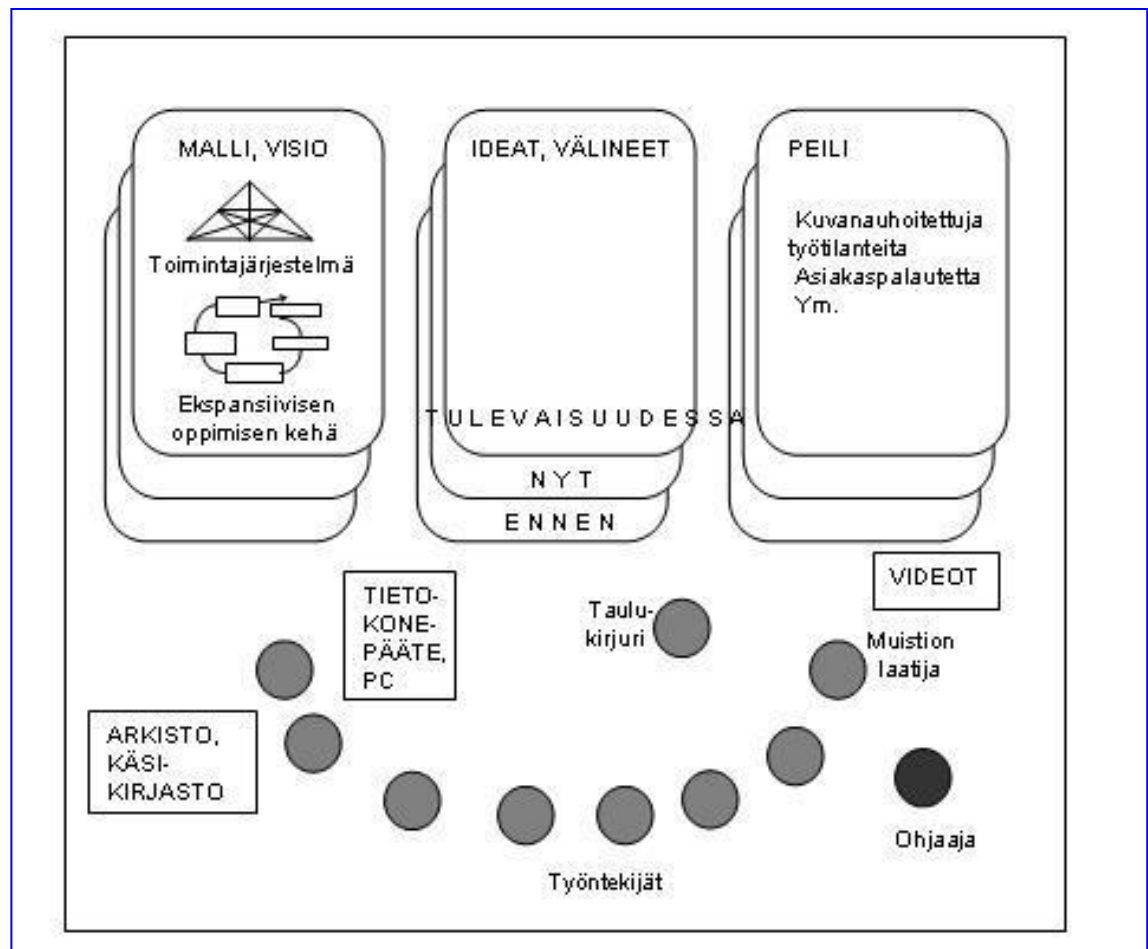 MALLI, VISIO
Toimintajärjestelmä
Ekspansiivisen
oppimisen kehä
IDEAT, VÄLINEET
TULEVAISUUDESSA
NYT
ENNEN
PEILI
Kuvanauhoitettuja
työtilanteita
Asiakaspalautetta
Ym.
TIETO-
KONE-
PÄÄTE,
PC
Taulu-
kirjuri
VIDEOT
Muistion
laatija
ARKISTO,
KÄSI-
KIRJASTO
Ohjaaja
Työntekijät